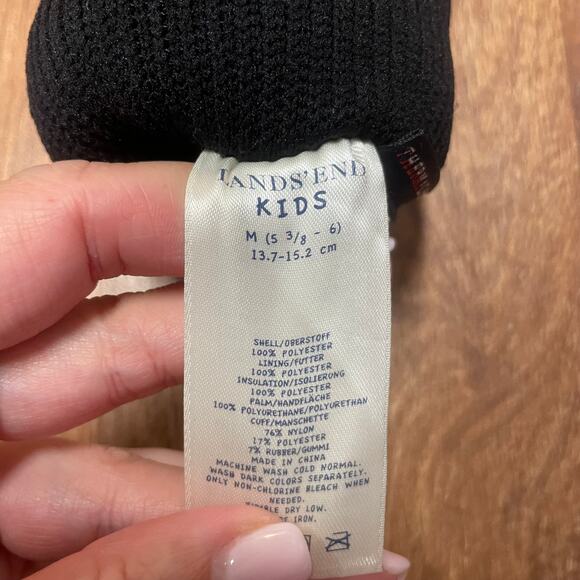 LANDS' END
KIDS
M (5 3/8 - 6)
13.7-15.2 cm
SHELL/OBERSTOFF
100% POLYESTER
LINING/FUTTER
100% POLYESTER
INSULATION/ISOLIERUNG
100% POLYESTER
PALM/HANDFLÄCHE
100% POLYURETHANE/POLYURETHAN
CUFF/MANSCHETTE
76% NYLON
17% POLYESTER
7% RUBBER/GUMMI
MADE IN CHINA
MACHINE WASH COLD NORMAL.
WASH DARK COLORS SEPARATELY.
ONLY NON-CHLORINE BLEACH WHEN
NEEDED.
DRY LOW.
IRON.